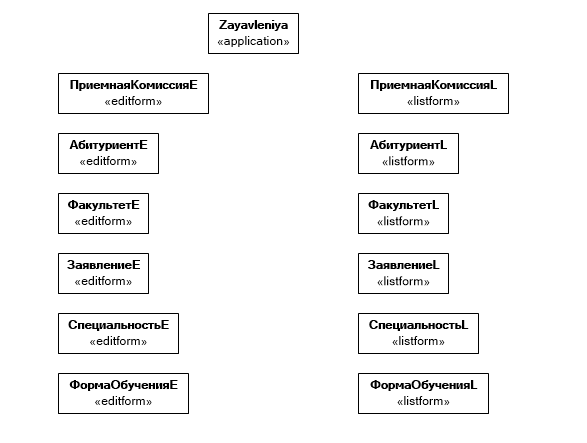 Zayavleniya
«application»
ПриемнаяКомиссияE
«editform»
ПриемнаяКомиссияL
«listform»
АбитуриентE
«editform»
АбитуриентL
«listform»
ФакультетE
«editform»
ФакультетL
«listform»
ЗаявлениеE
«editform»
ЗаявлениеL
«listform»
СпециальностьE
«editform»
СпециальностьL
«listform»
ФормаОбученияE
«editform»
ФормаОбученияL
«listform»